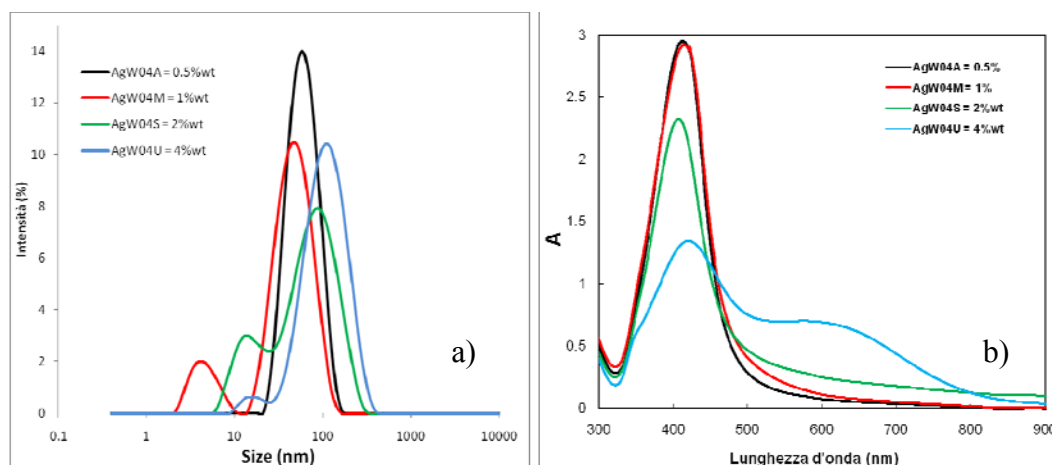 14
12
10
8
6
4
2
0
0.1
1
10
100
1000
10000
Intensità (%)
Size (nm)
AgW04A = 0.5%wt
AgW04M = 1%wt
AgW04S = 2%wt
AgW04U = 4%wt
a)
3
2.5
2
1.5
1
0.5
0
300
400
500
600
700
800
900
A
Lunghezza d'onda (nm)
AgW04A = 0.5%
AgW04M = 1%
AgW04S = 2%wt
AgW04U = 4%wt
b)